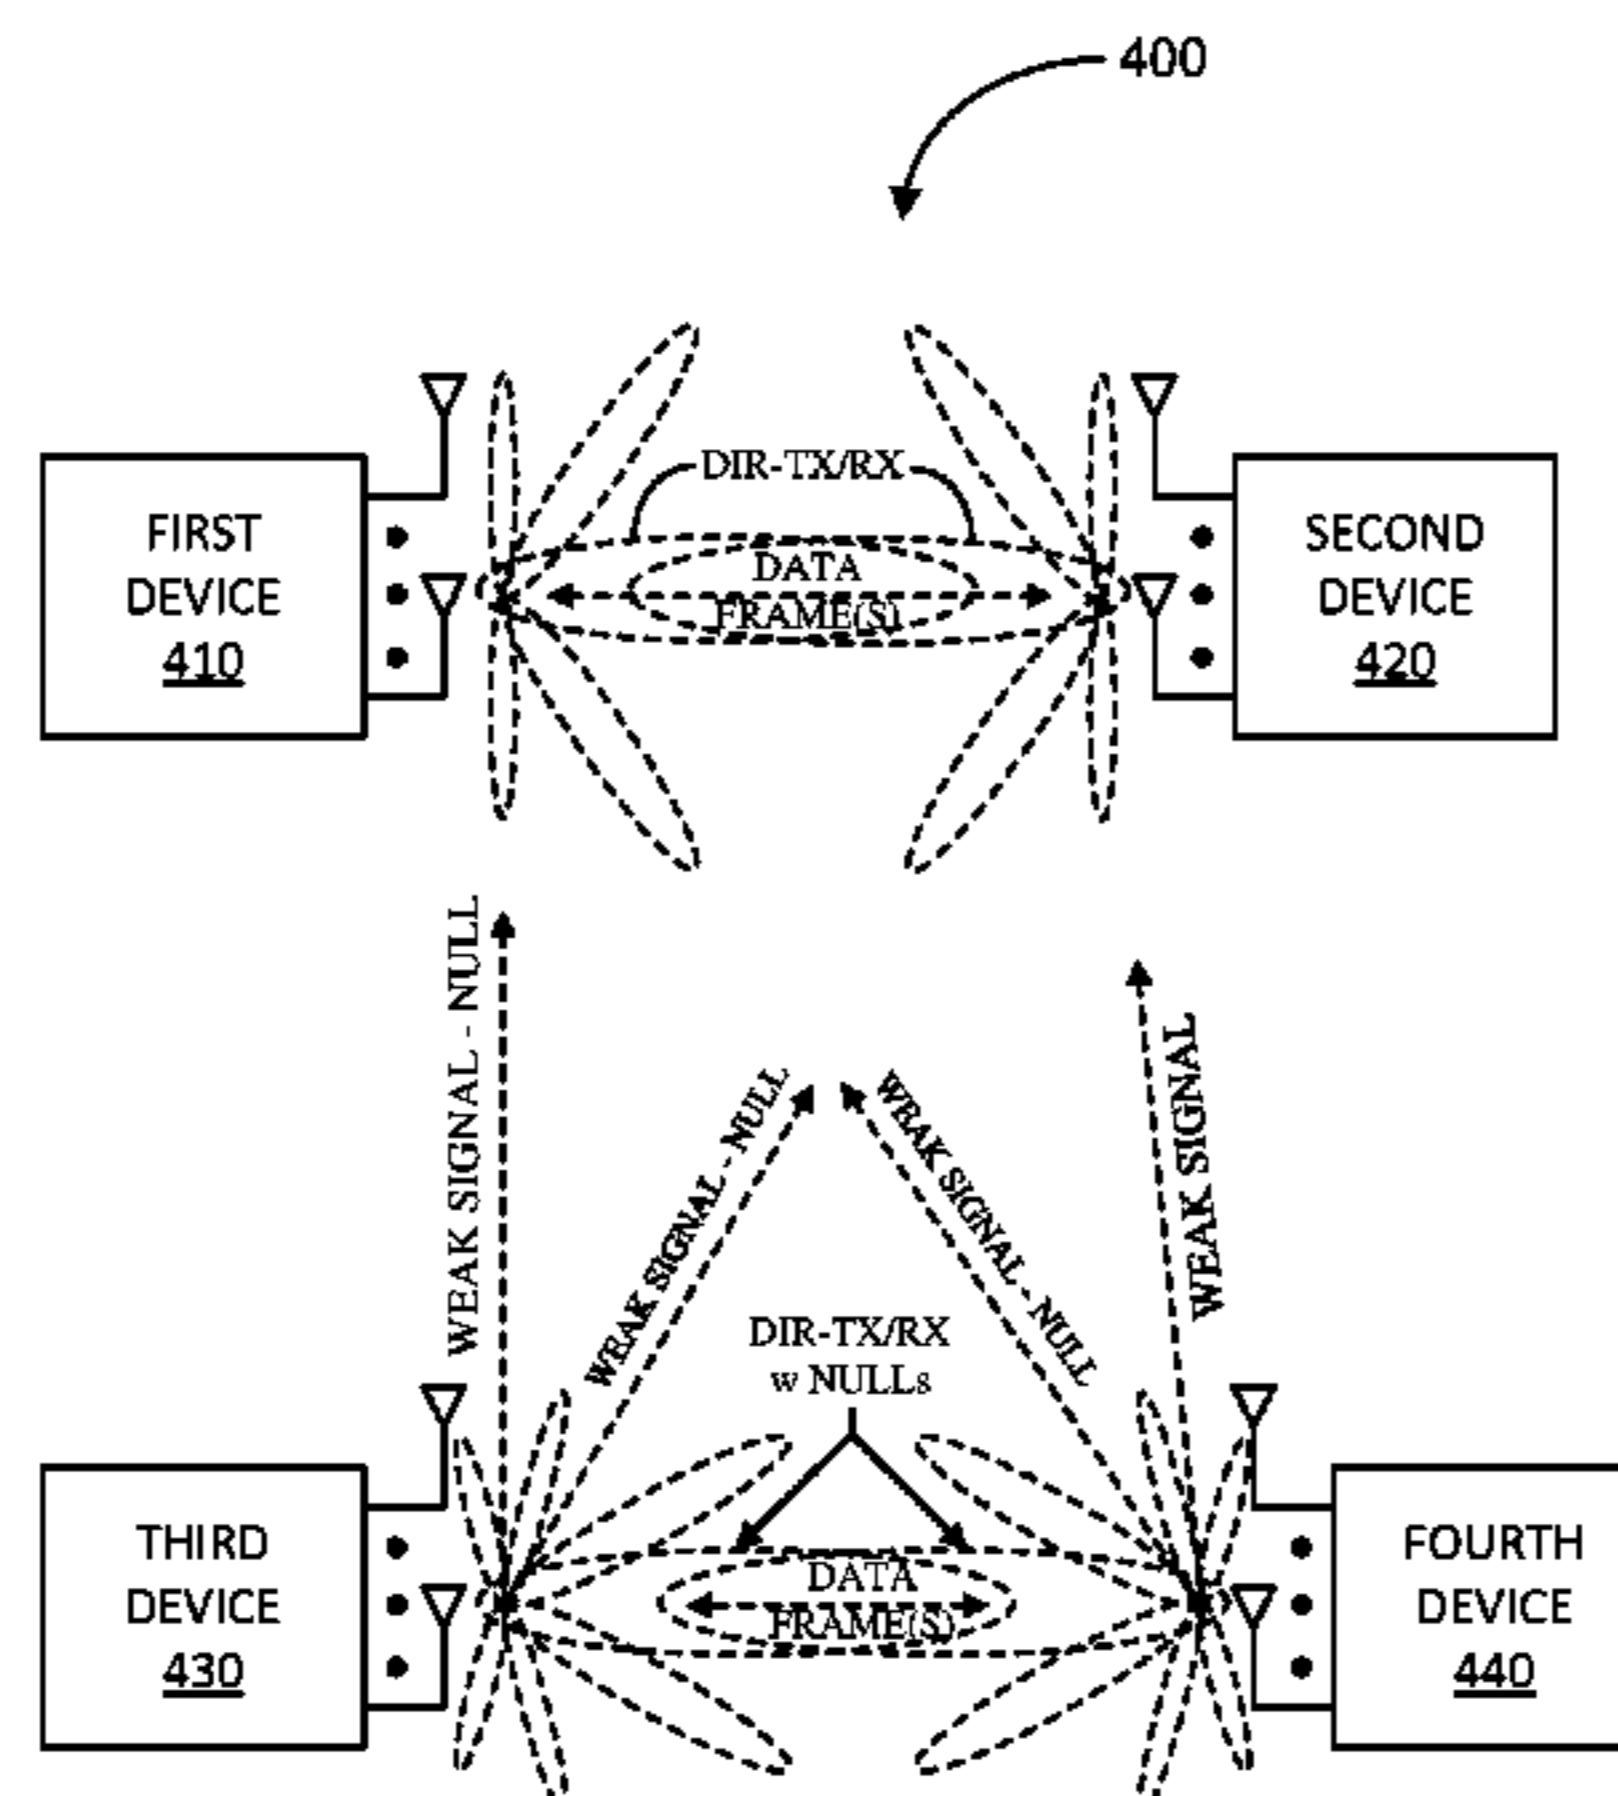 400
DIR-TX/RX
FIRST
DEVICE
410
DATA
FRAME(S)
SECOND
DEVICE
420
WEAK SIGNAL - NULL
WEAK SIGNAL - NULL
WEAK SIGNAL - NULL
WEAK SIGNAL
DIR-TX/RX
w NULLs
THIRD
DEVICE
430
DATA
FRAME(S)
FOURTH
DEVICE
440